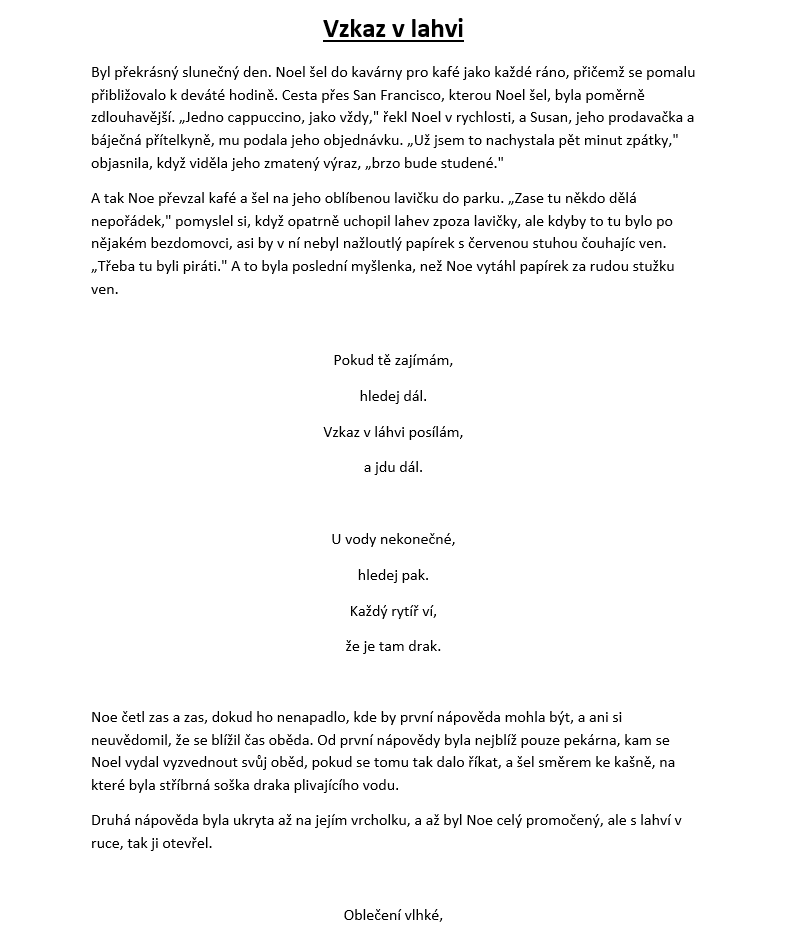 Vzkaz v lahvi
Byl překrásný slunečný den. Noel šel do kavárny pro kafé jako každé ráno, přičemž se pomalu
přibližovalo k deváté hodině. Cesta přes San Francisco, kterou Noel šel, byla poměrně
zdlouhavější. „Jedno cappuccino, jako vždy," řekl Noel v rychlosti, a Susan, jeho prodavačka a
báječná přítelkyně, mu podala jeho objednávku. „Už jsem to nachystala pět minut zpátky,"
objasnila, když viděla jeho zmatený výraz, „brzo bude studené."
A tak Noe převzal kafé a šel na jeho oblíbenou lavičku do parku. „Zase tu někdo dělá
nepořádek," pomyslel si, když opatrně uchopil lahev zpoza lavičky, ale kdyby to tu bylo po
nějakém bezdomovci, asi by v ní nebyl nažloutlý papírek s červenou stuhou čouhajíc ven.
„Třeba tu byli piráti." A to byla poslední myšlenka, než Noe vytáhl papírek za rudou stužku
ven.
Pokud tě zajímám,
hledej dál.
Vzkaz v láhvi posílám,
a jdu dál.
U vody nekonečné,
hledej pak.
Každý rytíř ví,
že je tam drak.
Noe četl zas a zas, dokud ho nenapadlo, kde by první nápověda mohla být, a ani si
neuvědomil, že se blížil čas oběda. Od první nápovědy byla nejblíž pouze pekárna, kam se
Noel vydal vyzvednout svůj oběd, pokud se tomu tak dalo říkat, a šel směrem ke kašně, na
které byla stříbrná soška draka plivajícího vodu.
Druhá nápověda byla ukryta až na jejím vrcholku, a až byl Noe celý promočený, ale s lahví v
ruce, tak ji otevřel.
Oblečení vlhké,